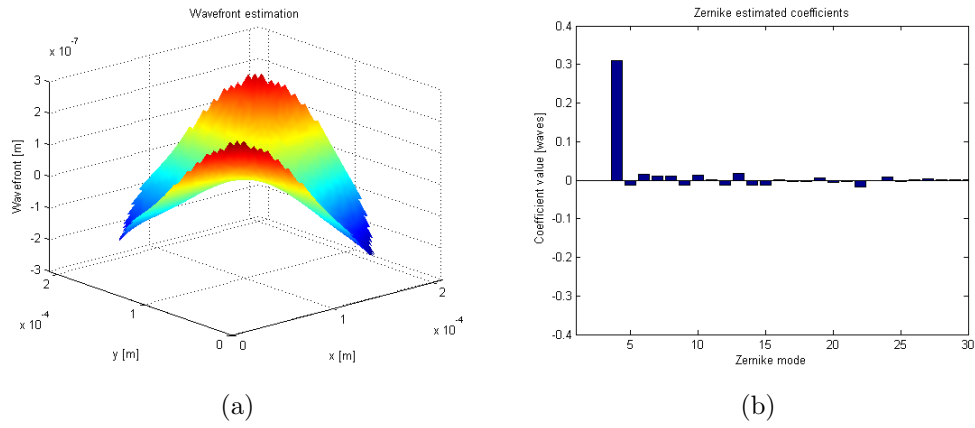 Wavefront estimation
x 10⁻⁷
3
2
1
0
-1
-2
-3
Wavefront [m]
2
1
0
x 10⁻⁴
y [m]
0
1
2
x 10⁻⁴
x [m]
(a)
Zernike estimated coefficients
0.4
0.3
0.2
0.1
0
-0.1
-0.2
-0.3
-0.4
Coefficient value [waves]
5 10 15 20 25 30
Zernike mode
(b)